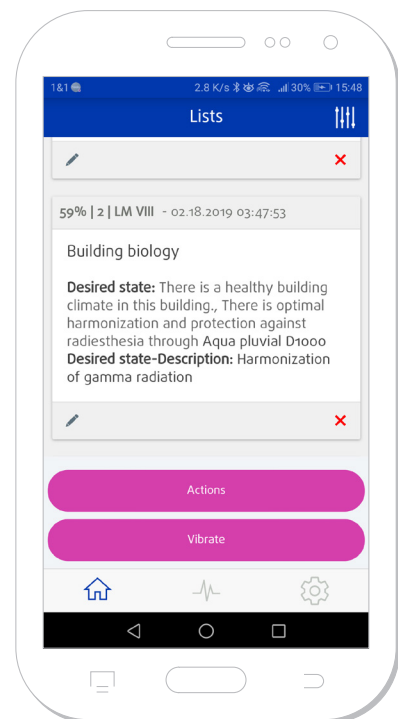 1&1
2.8 K/s 30% 15:48
Lists
59% | 2 | LM VIII - 02.18.2019 03:47:53
Building biology
Desired state: There is a healthy building
climate in this building., There is optimal
harmonization and protection against
radiesthesia through Aqua pluvial D1000
Desired state-Description: Harmonization
of gamma radiation
Actions
Vibrate